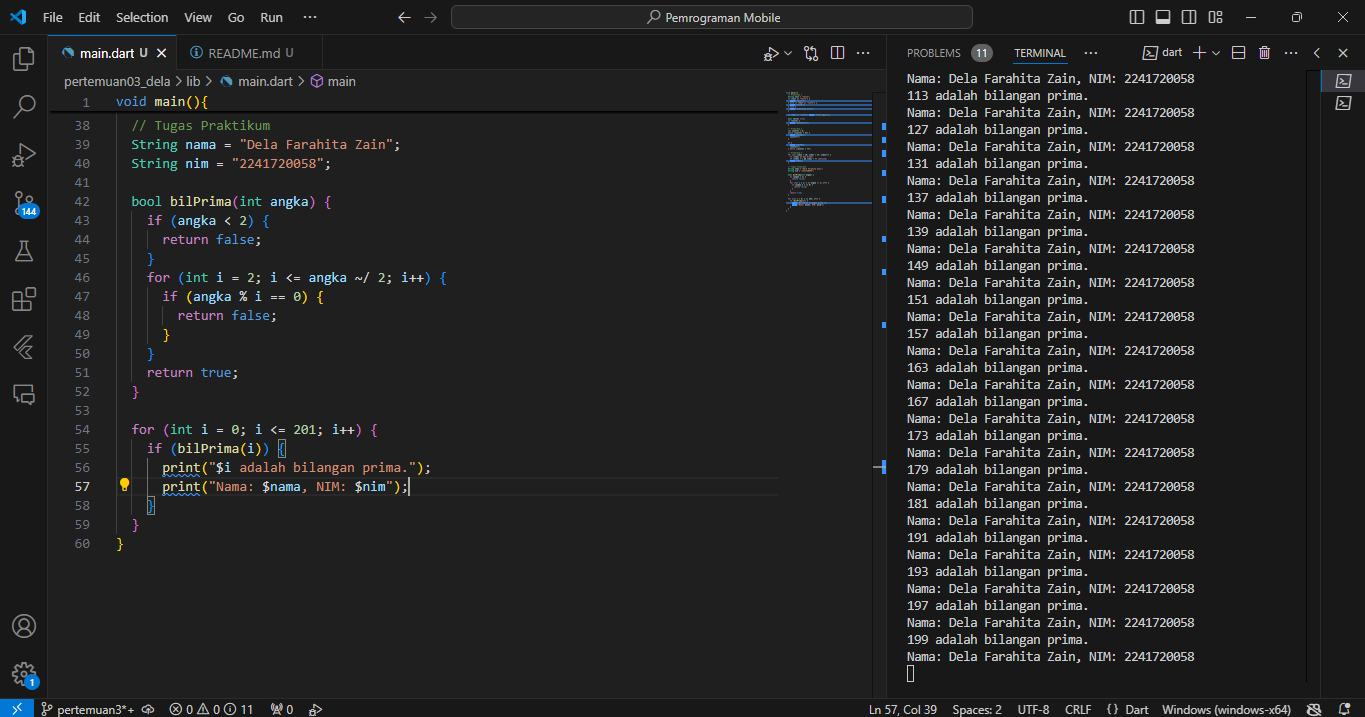 File Edit Selection View Go Run ··· Pemrograman Mobile
main.dart U README.md U
pertemuan03_dela > lib > main.dart > main
1 void main(){
38 // Tugas Praktikum
39 String nama = "Dela Farahita Zain";
40 String nim = "2241720058";
41
42 bool bilPrima(int angka) {
43 if (angka < 2) {
44 return false;
45 }
46 for (int i = 2; i <= angka ~/ 2; i++) {
47 if (angka % i == 0) {
48 return false;
49 }
50 }
51 return true;
52 }
53
54 for (int i = 0; i <= 201; i++) {
55 if (bilPrima(i)) {
56 print("$i adalah bilangan prima.");
57 print("Nama: $nama, NIM: $nim");
58 }
59 }
60 }
PROBLEMS 11 TERMINAL ··· dart
Nama: Dela Farahita Zain, NIM: 2241720058
113 adalah bilangan prima.
Nama: Dela Farahita Zain, NIM: 2241720058
127 adalah bilangan prima.
Nama: Dela Farahita Zain, NIM: 2241720058
131 adalah bilangan prima.
Nama: Dela Farahita Zain, NIM: 2241720058
137 adalah bilangan prima.
Nama: Dela Farahita Zain, NIM: 2241720058
139 adalah bilangan prima.
Nama: Dela Farahita Zain, NIM: 2241720058
149 adalah bilangan prima.
Nama: Dela Farahita Zain, NIM: 2241720058
151 adalah bilangan prima.
Nama: Dela Farahita Zain, NIM: 2241720058
157 adalah bilangan prima.
Nama: Dela Farahita Zain, NIM: 2241720058
163 adalah bilangan prima.
Nama: Dela Farahita Zain, NIM: 2241720058
167 adalah bilangan prima.
Nama: Dela Farahita Zain, NIM: 2241720058
173 adalah bilangan prima.
Nama: Dela Farahita Zain, NIM: 2241720058
179 adalah bilangan prima.
Nama: Dela Farahita Zain, NIM: 2241720058
181 adalah bilangan prima.
Nama: Dela Farahita Zain, NIM: 2241720058
191 adalah bilangan prima.
Nama: Dela Farahita Zain, NIM: 2241720058
193 adalah bilangan prima.
Nama: Dela Farahita Zain, NIM: 2241720058
197 adalah bilangan prima.
Nama: Dela Farahita Zain, NIM: 2241720058
199 adalah bilangan prima.
Nama: Dela Farahita Zain, NIM: 2241720058
144
1
pertemuan3*+ 0 0 11 0 Ln 57, Col 39 Spaces: 2 UTF-8 CRLF {} Dart Windows (windows-x64)